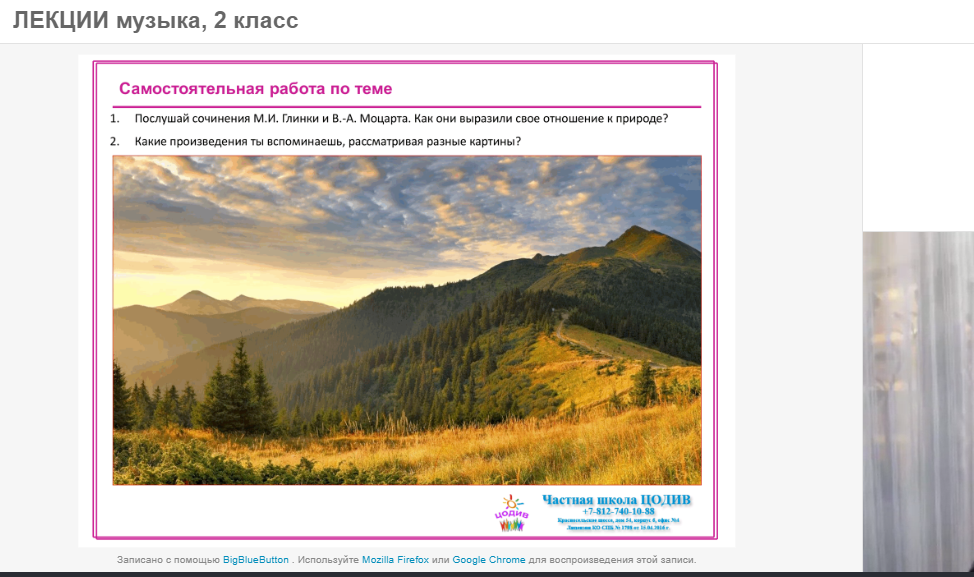 ЛЕКЦИИ музыка, 2 класс
Самостоятельная работа по теме
1. Послушай сочинения М.И. Глинки и В.-А. Моцарта. Как они выразили свое отношение к природе?
2. Какие произведения ты вспоминаешь, рассматривая разные картины?
ЦОДИВ
Частная школа ЦОДИВ
+7-812-740-10-88
Записано с помощью BigBlueButton . Используйте Mozilla Firefox или Google Chrome для воспроизведения этой записи.